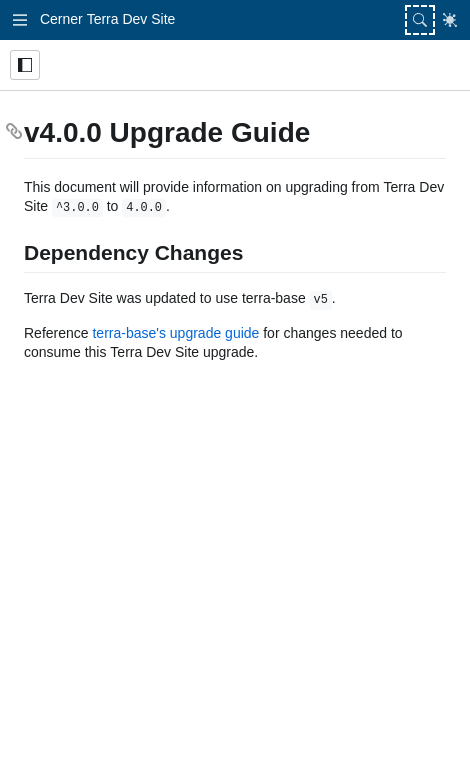 Cerner Terra Dev Site
v4.0.0 Upgrade Guide
This document will provide information on upgrading from Terra Dev
Site ^3.0.0 to 4.0.0.
Dependency Changes
Terra Dev Site was updated to use terra-base v5.
Reference terra-base's upgrade guide for changes needed to
consume this Terra Dev Site upgrade.